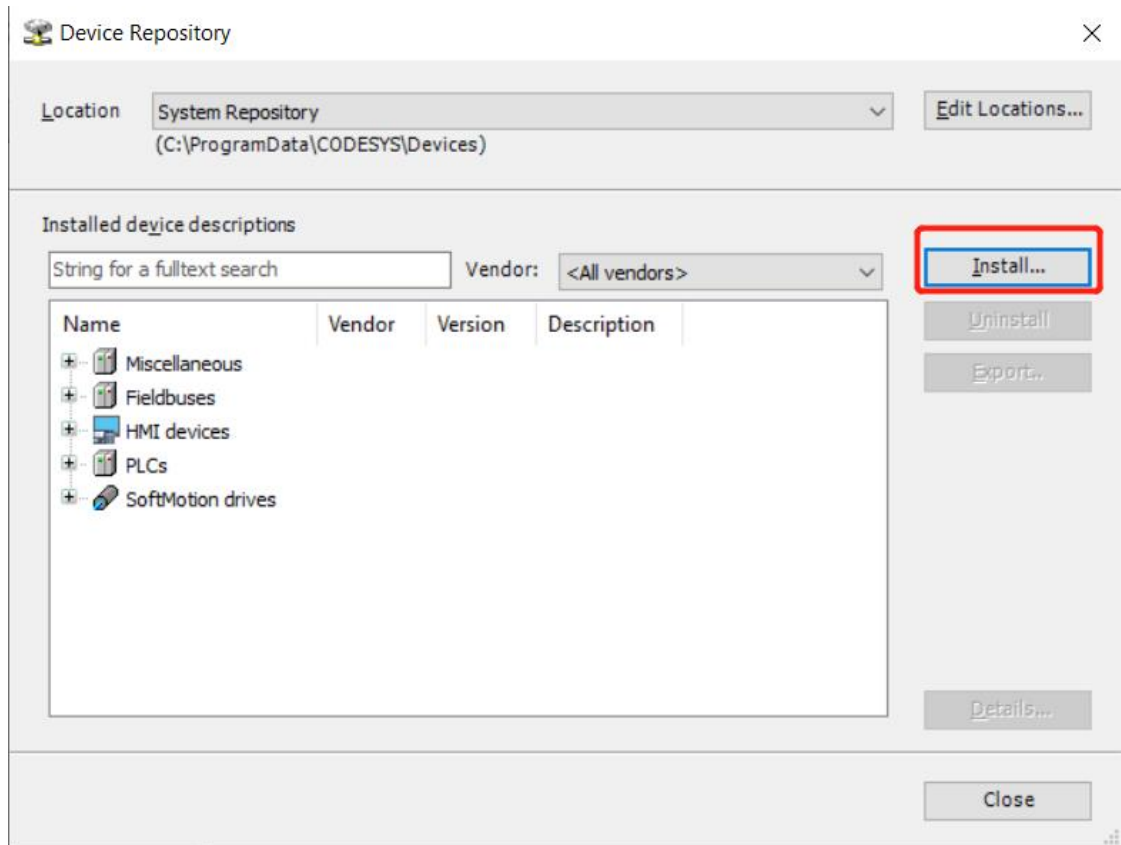 Device Repository
Location System Repository Edit Locations...
(C:\ProgramData\CODESYS\Devices)
Installed device descriptions
String for a fulltext search Vendor: <All vendors> Install...
Name Vendor Version Description Uninstall
Miscellaneous
Export..
Fieldbuses
HMI devices
PLCs
SoftMotion drives
Details...
Close